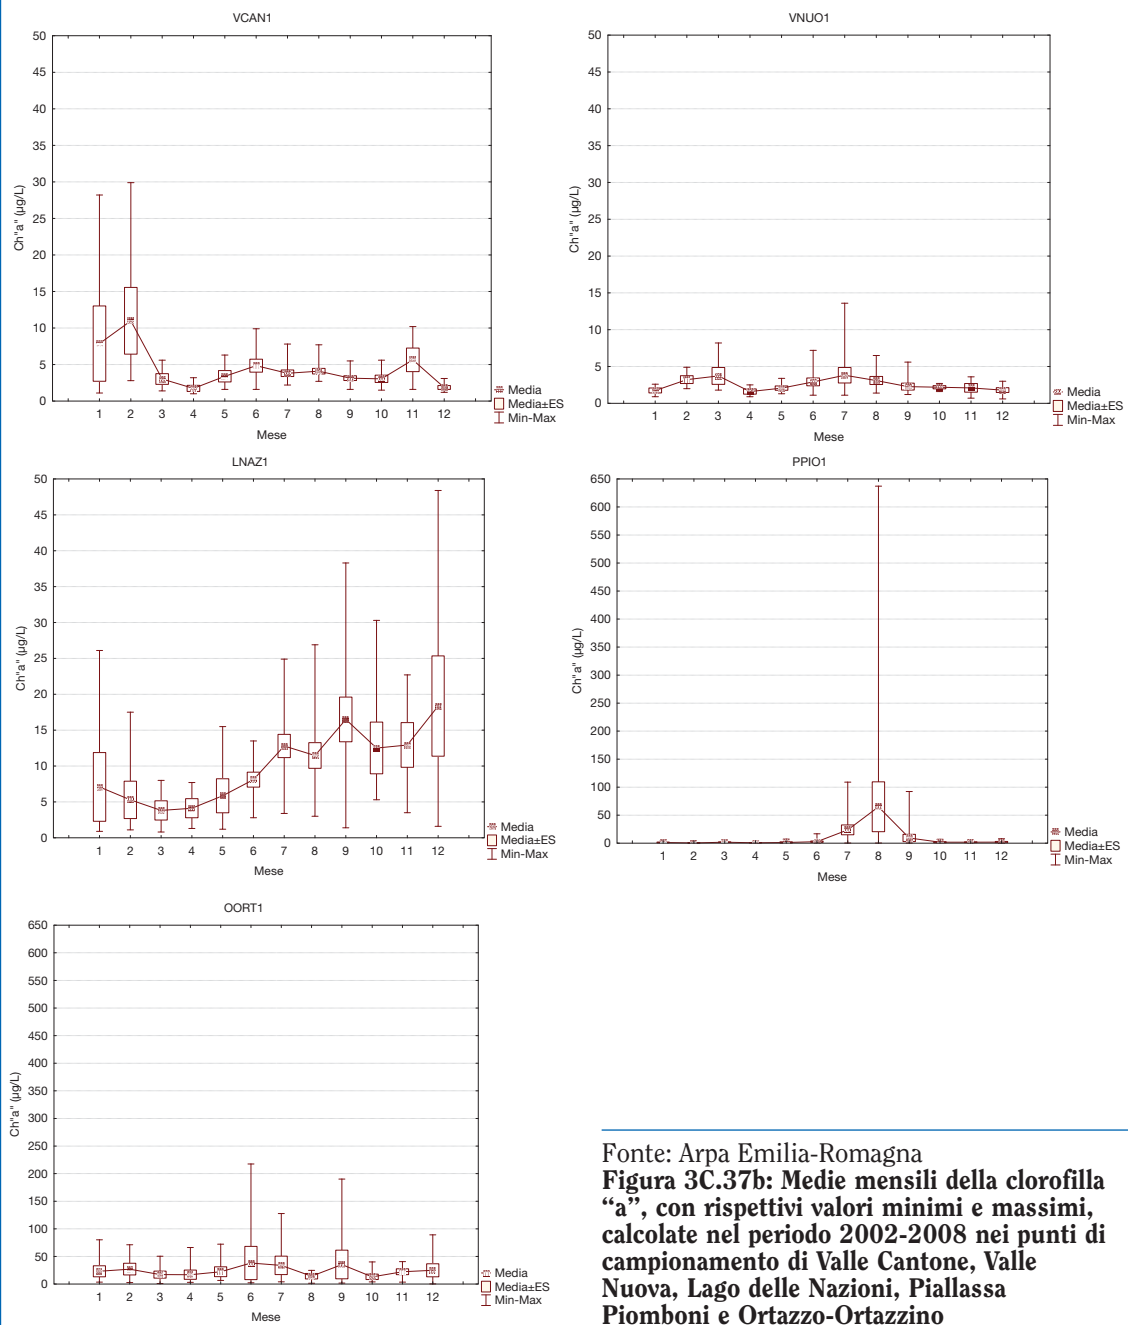 VCAN1
50
45
40
35
30
25
20
15
10
5
0
Ch"a" (µg/L)
1 2 3 4 5 6 7 8 9 10 11 12
Mese
Media
Media±ES
Min-Max
VNUO1
50
45
40
35
30
25
20
15
10
5
0
Ch"a" (µg/L)
1 2 3 4 5 6 7 8 9 10 11 12
Mese
Media
Media±ES
Min-Max
LNAZ1
50
45
40
35
30
25
20
15
10
5
0
Ch"a" (µg/L)
1 2 3 4 5 6 7 8 9 10 11 12
Mese
Media
Media±ES
Min-Max
PPIO1
650
600
550
500
450
400
350
300
250
200
150
100
50
0
Ch"a" (µg/L)
1 2 3 4 5 6 7 8 9 10 11 12
Mese
Media
Media±ES
Min-Max
OORT1
650
600
550
500
450
400
350
300
250
200
150
100
50
0
Ch"a" (µg/L)
1 2 3 4 5 6 7 8 9 10 11 12
Mese
Media
Media±ES
Min-Max
Fonte: Arpa Emilia-Romagna
Figura 3C.37b: Medie mensili della clorofilla
“a”, con rispettivi valori minimi e massimi,
calcolate nel periodo 2002-2008 nei punti di
campionamento di Valle Cantone, Valle
Nuova, Lago delle Nazioni, Piallassa
Piomboni e Ortazzo-Ortazzino